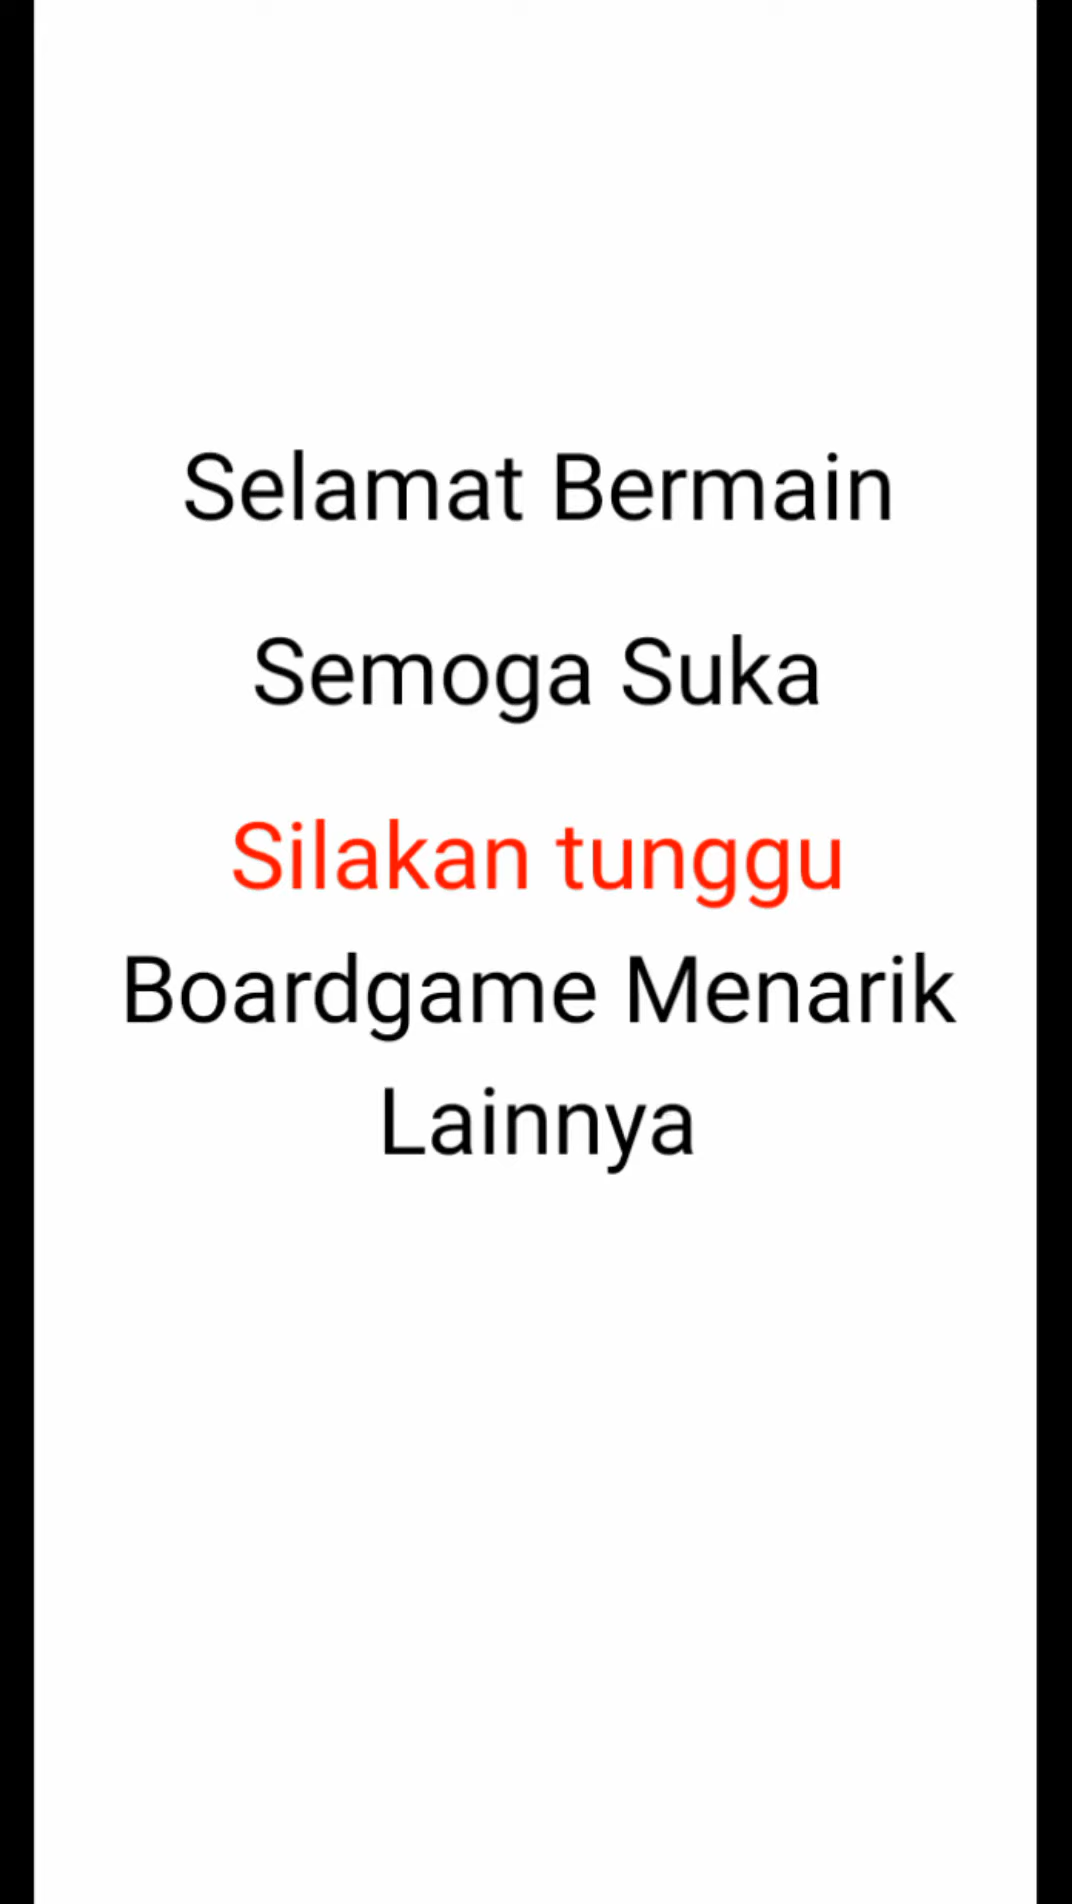 Selamat Bermain
Semoga Suka
Silakan tunggu
Boardgame Menarik
Lainnya